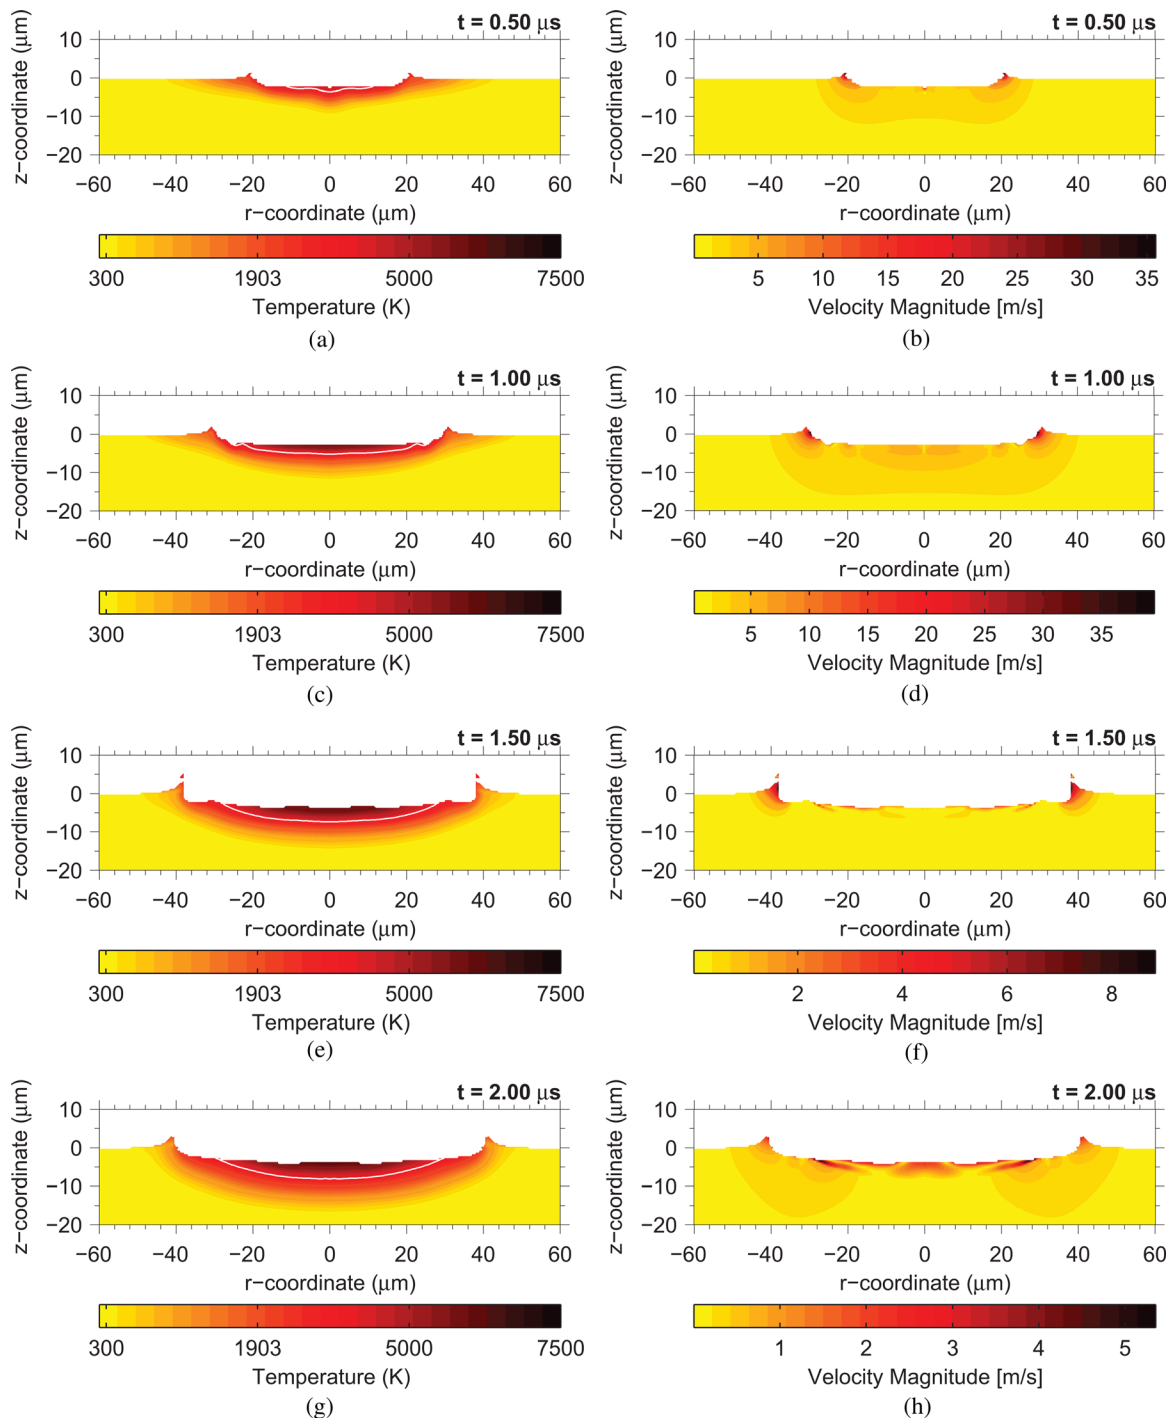 t = 0.50 μs
z−coordinate (μm)
10
0
−10
−20
−60 −40 −20 0 20 40 60
r−coordinate (μm)
300 1903 5000 7500
Temperature (K)
(a)
t = 0.50 μs
z−coordinate (μm)
10
0
−10
−20
−60 −40 −20 0 20 40 60
r−coordinate (μm)
5 10 15 20 25 30 35
Velocity Magnitude [m/s]
(b)
t = 1.00 μs
z−coordinate (μm)
10
0
−10
−20
−60 −40 −20 0 20 40 60
r−coordinate (μm)
300 1903 5000 7500
Temperature (K)
(c)
t = 1.00 μs
z−coordinate (μm)
10
0
−10
−20
−60 −40 −20 0 20 40 60
r−coordinate (μm)
5 10 15 20 25 30 35
Velocity Magnitude [m/s]
(d)
t = 1.50 μs
z−coordinate (μm)
10
0
−10
−20
−60 −40 −20 0 20 40 60
r−coordinate (μm)
300 1903 5000 7500
Temperature (K)
(e)
t = 1.50 μs
z−coordinate (μm)
10
0
−10
−20
−60 −40 −20 0 20 40 60
r−coordinate (μm)
2 4 6 8
Velocity Magnitude [m/s]
(f)
t = 2.00 μs
z−coordinate (μm)
10
0
−10
−20
−60 −40 −20 0 20 40 60
r−coordinate (μm)
300 1903 5000 7500
Temperature (K)
(g)
t = 2.00 μs
z−coordinate (μm)
10
0
−10
−20
−60 −40 −20 0 20 40 60
r−coordinate (μm)
1 2 3 4 5
Velocity Magnitude [m/s]
(h)